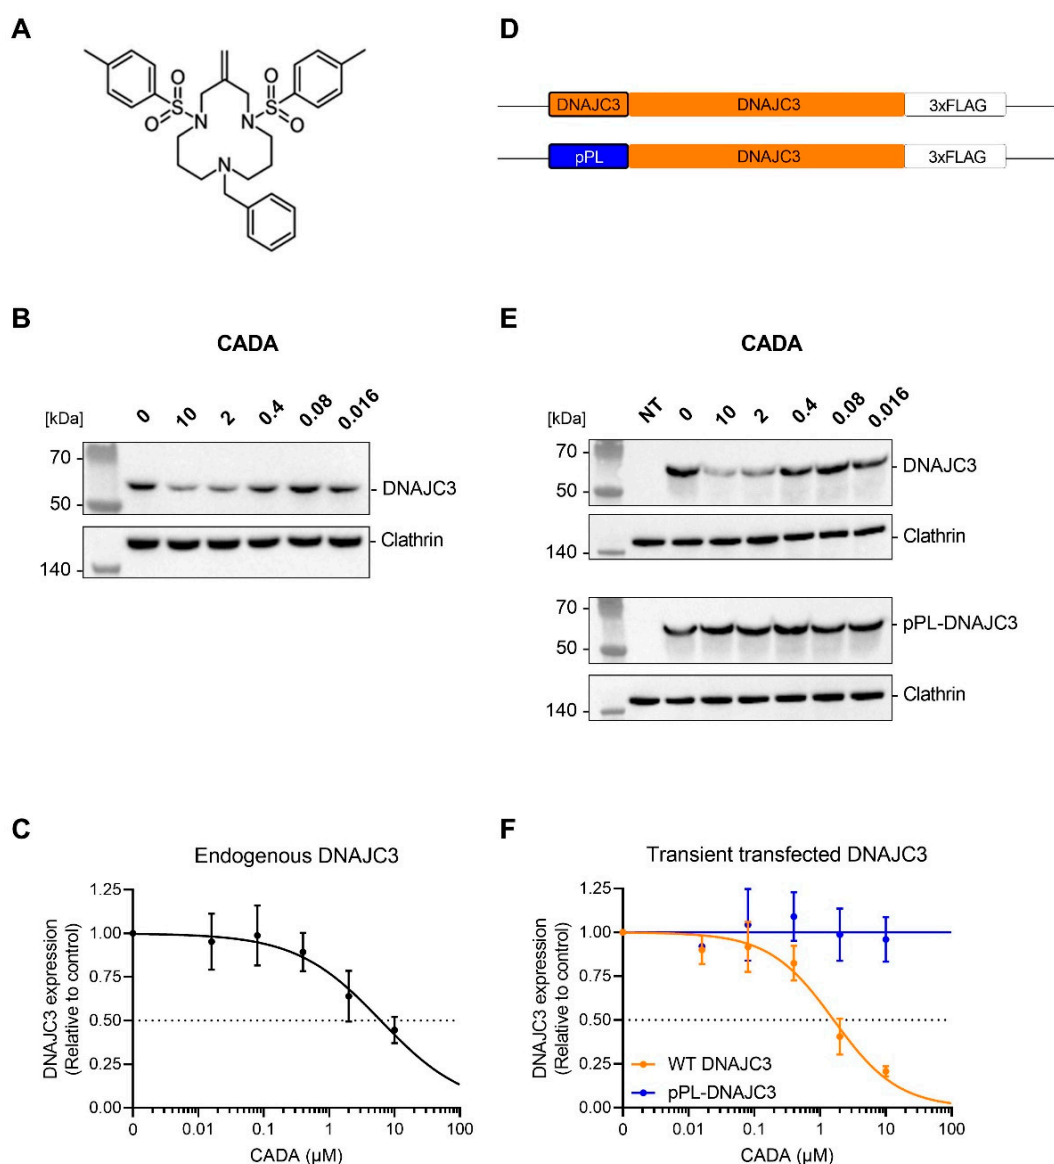 A
O
O
S
N
N
S
O
O
N
B
CADA
[kDa]
0
10
2
0.4
0.08
0.016
70
50
DNAJC3
140
Clathrin
C
Endogenous DNAJC3
DNAJC3 expression
(Relative to control)
1.25
1.00
0.75
0.50
0.25
0.00
0
0.01
0.1
1
10
100
CADA (µM)
D
DNAJC3 DNAJC3 3xFLAG
pPL DNAJC3 3xFLAG
E
CADA
[kDa]
NT
0
10
2
0.4
0.08
0.016
70
50
DNAJC3
140
Clathrin
70
50
pPL-DNAJC3
140
Clathrin
F
Transient transfected DNAJC3
DNAJC3 expression
(Relative to control)
1.25
1.00
0.75
0.50
0.25
0.00
WT DNAJC3
pPL-DNAJC3
0
0.01
0.1
1
10
100
CADA (µM)